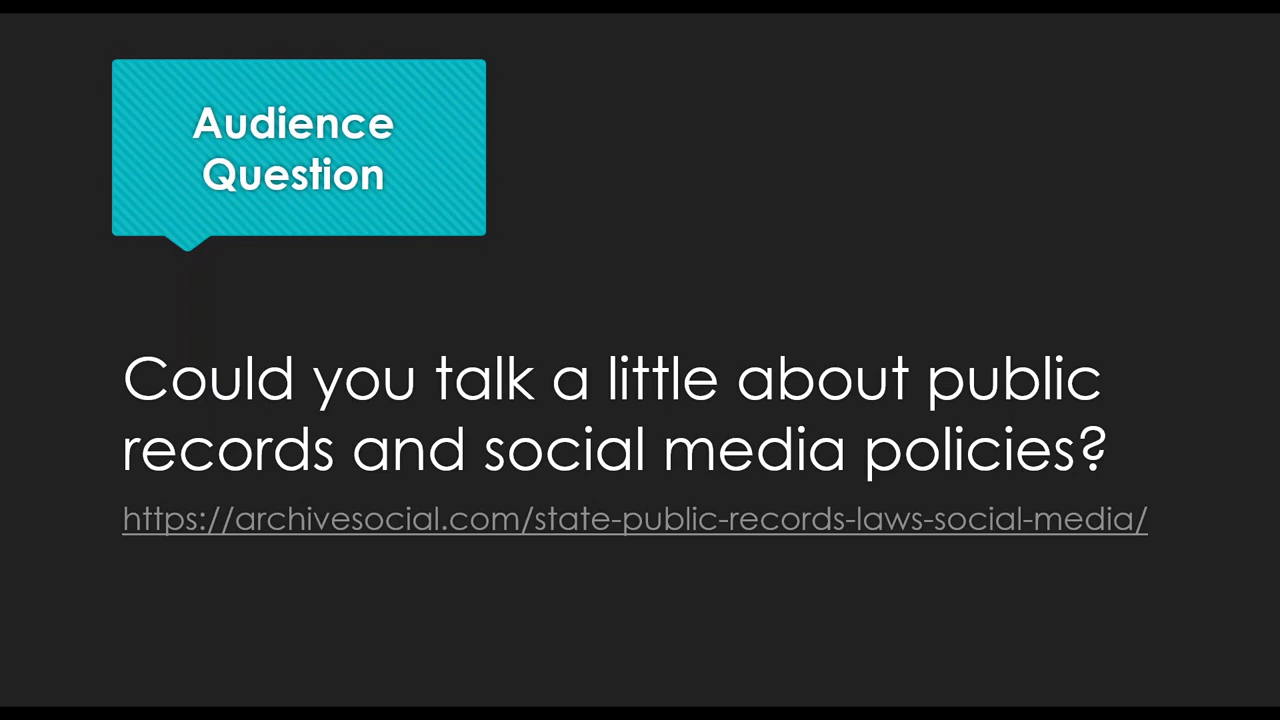 Audience
Question
Could you talk a little about public
records and social media policies?
https://archivesocial.com/state-public-records-laws-social-media/